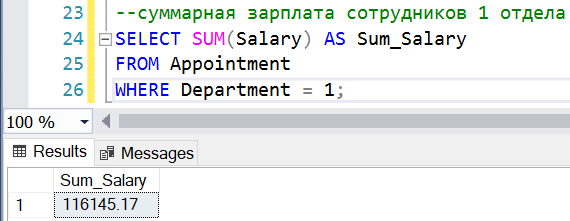 23 --суммарная зарплата сотрудников 1 отдела
24 SELECT SUM(Salary) AS Sum_Salary
25 FROM Appointment
26 WHERE Department = 1;
100 %
Results Messages
Sum_Salary
1 116145.17